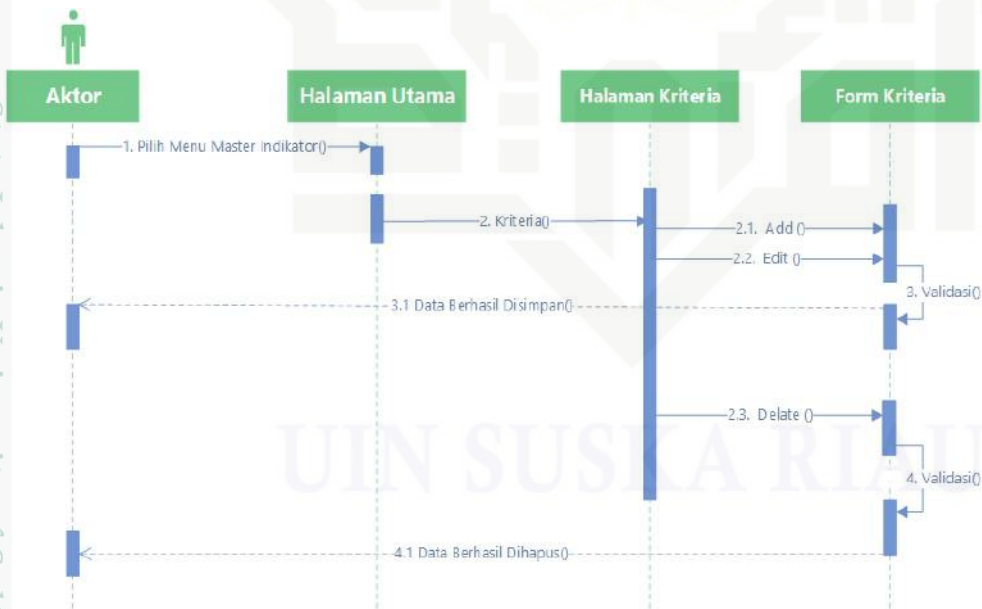 Aktor
Halaman Utama
Halaman Kriteria
Form Kriteria
1. Pilih Menu Master Indikator()
2. Kriteria()
2.1. Add ()
2.2. Edit ()
3. Validasi()
3.1 Data Berhasil Disimpan()
2.3. Delate ()
UIN SUSKA RIAU
4. Validasi()
4.1 Data Berhasil Dihapus()